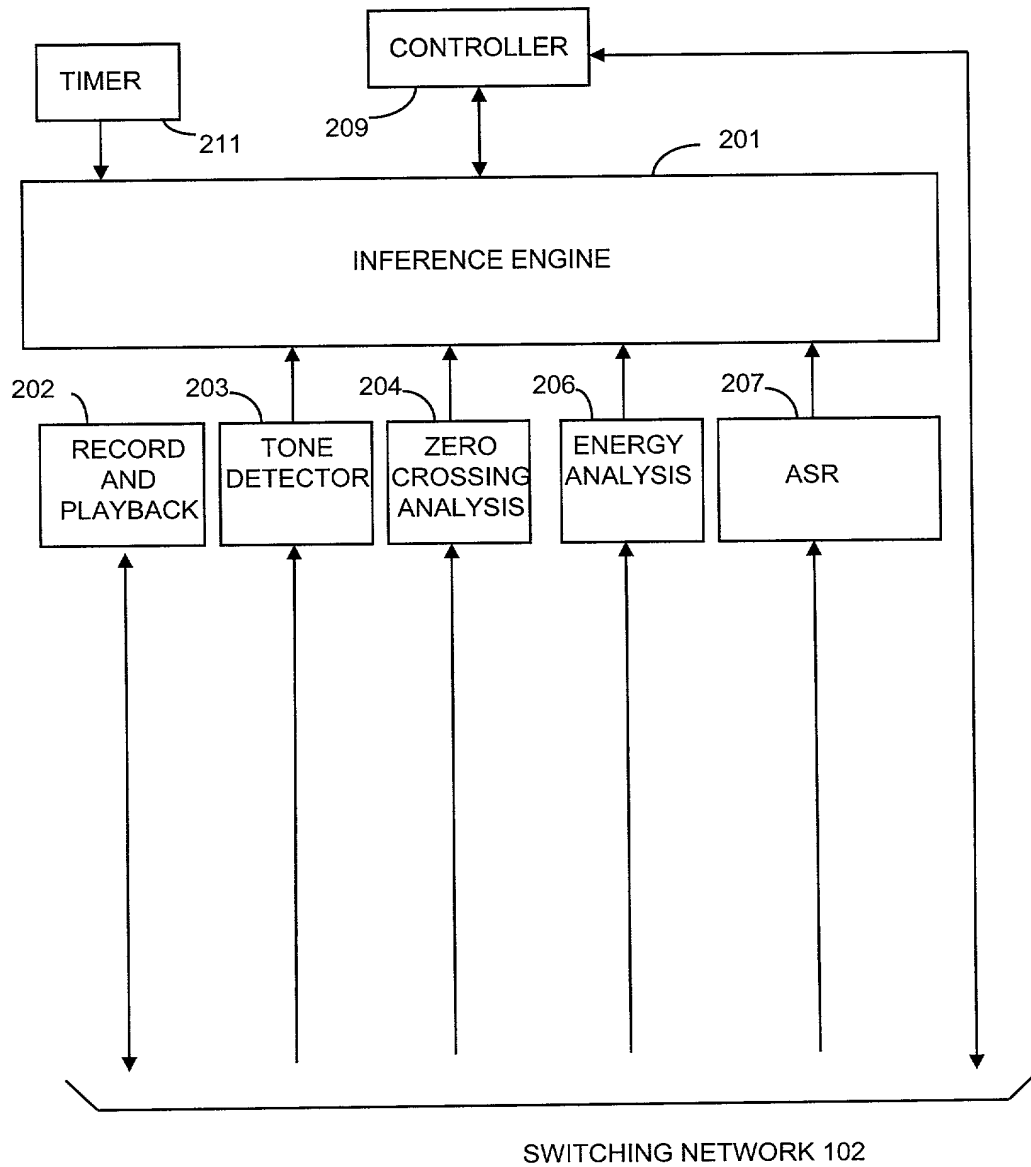 CONTROLLER
TIMER
209
211
201
INFERENCE ENGINE
202
203
204
206
207
RECORD
AND
PLAYBACK
TONE
DETECTOR
ZERO
CROSSING
ANALYSIS
ENERGY
ANALYSIS
ASR
SWITCHING NETWORK 102